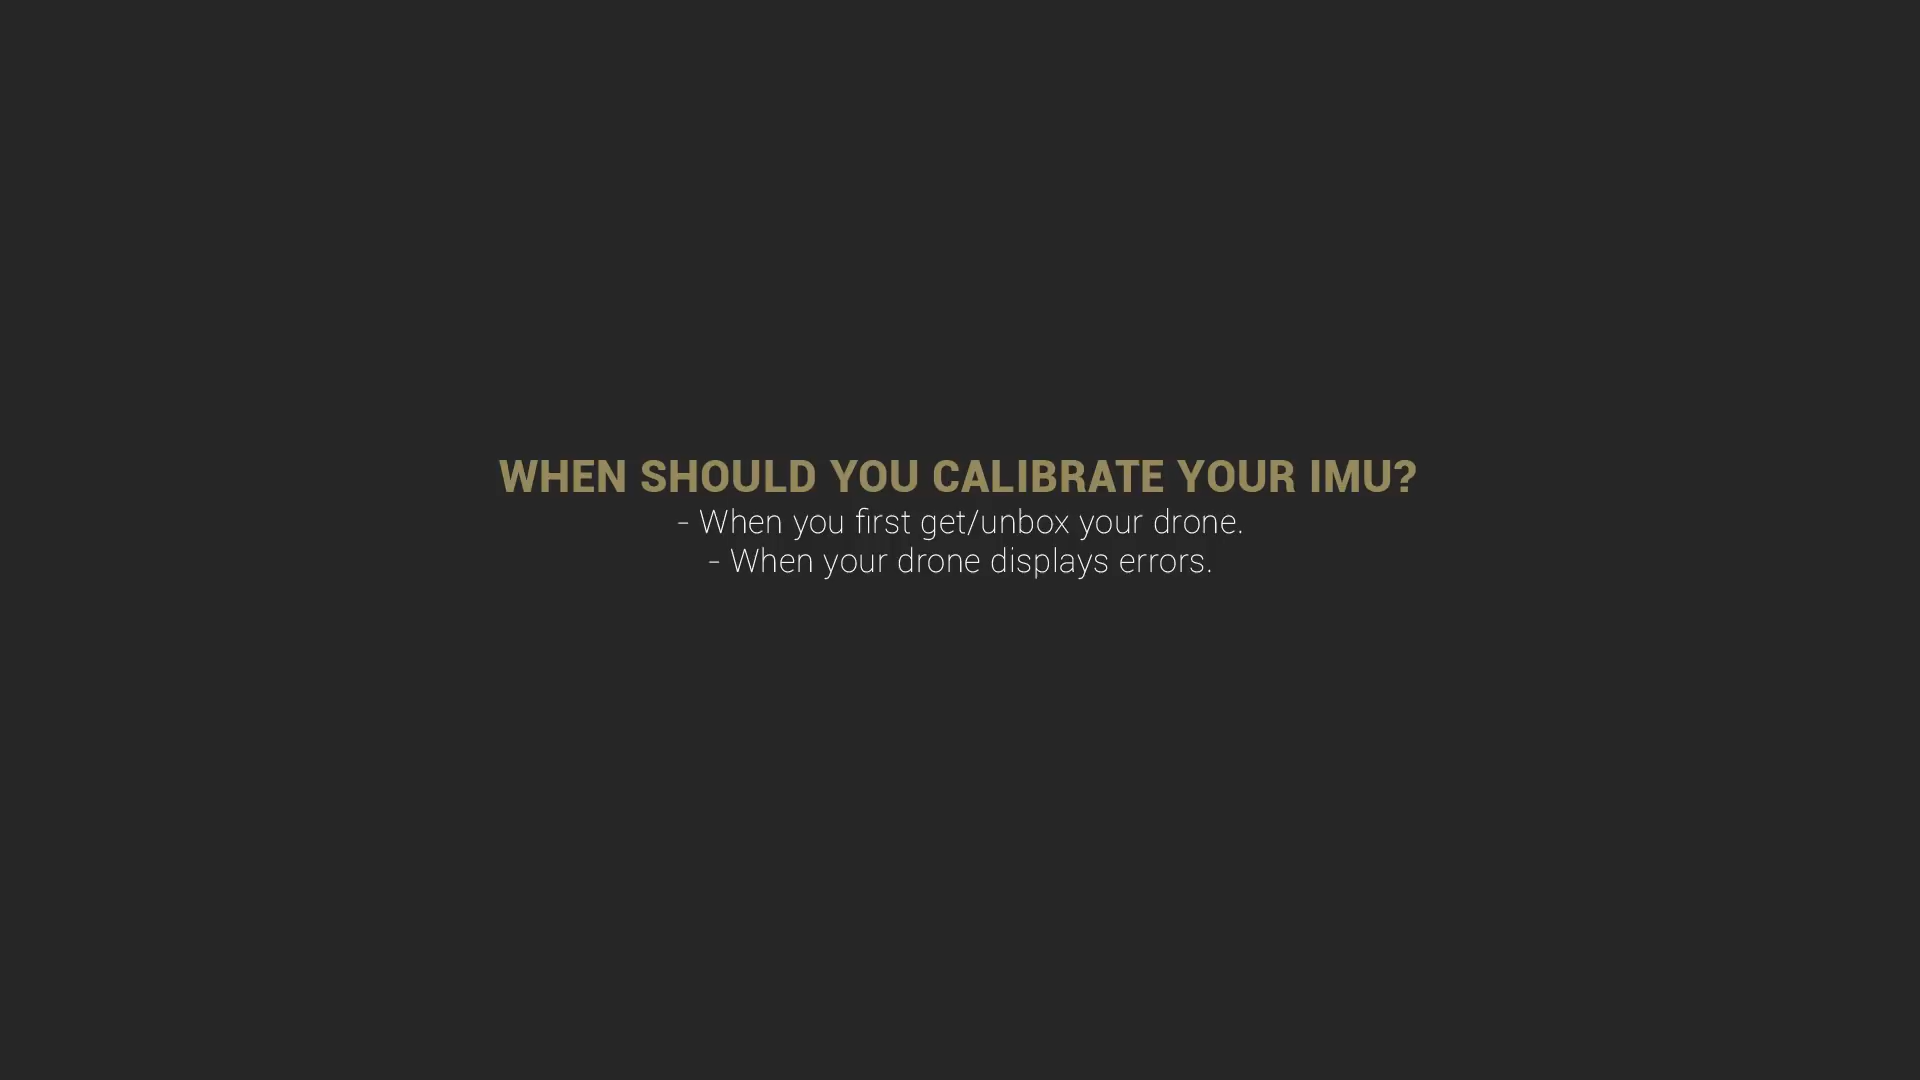 WHEN SHOULD YOU CALIBRATE YOUR IMU?
- When you first get/unbox your drone.
- When your drone displays errors.